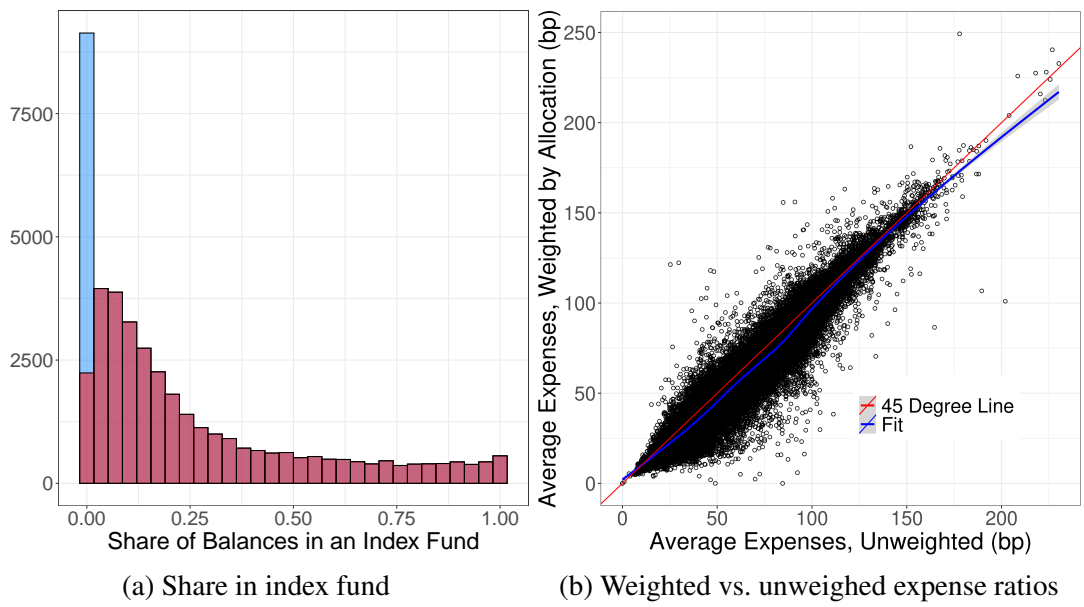 7500
5000
2500
0
0.00
0.25
0.50
0.75
1.00
Share of Balances in an Index Fund
(a) Share in index fund
Average Expenses, Weighted by Allocation (bp)
250
200
150
100
50
0
0
50
100
150
200
Average Expenses, Unweighted (bp)
45 Degree Line
Fit
(b) Weighted vs. unweighed expense ratios